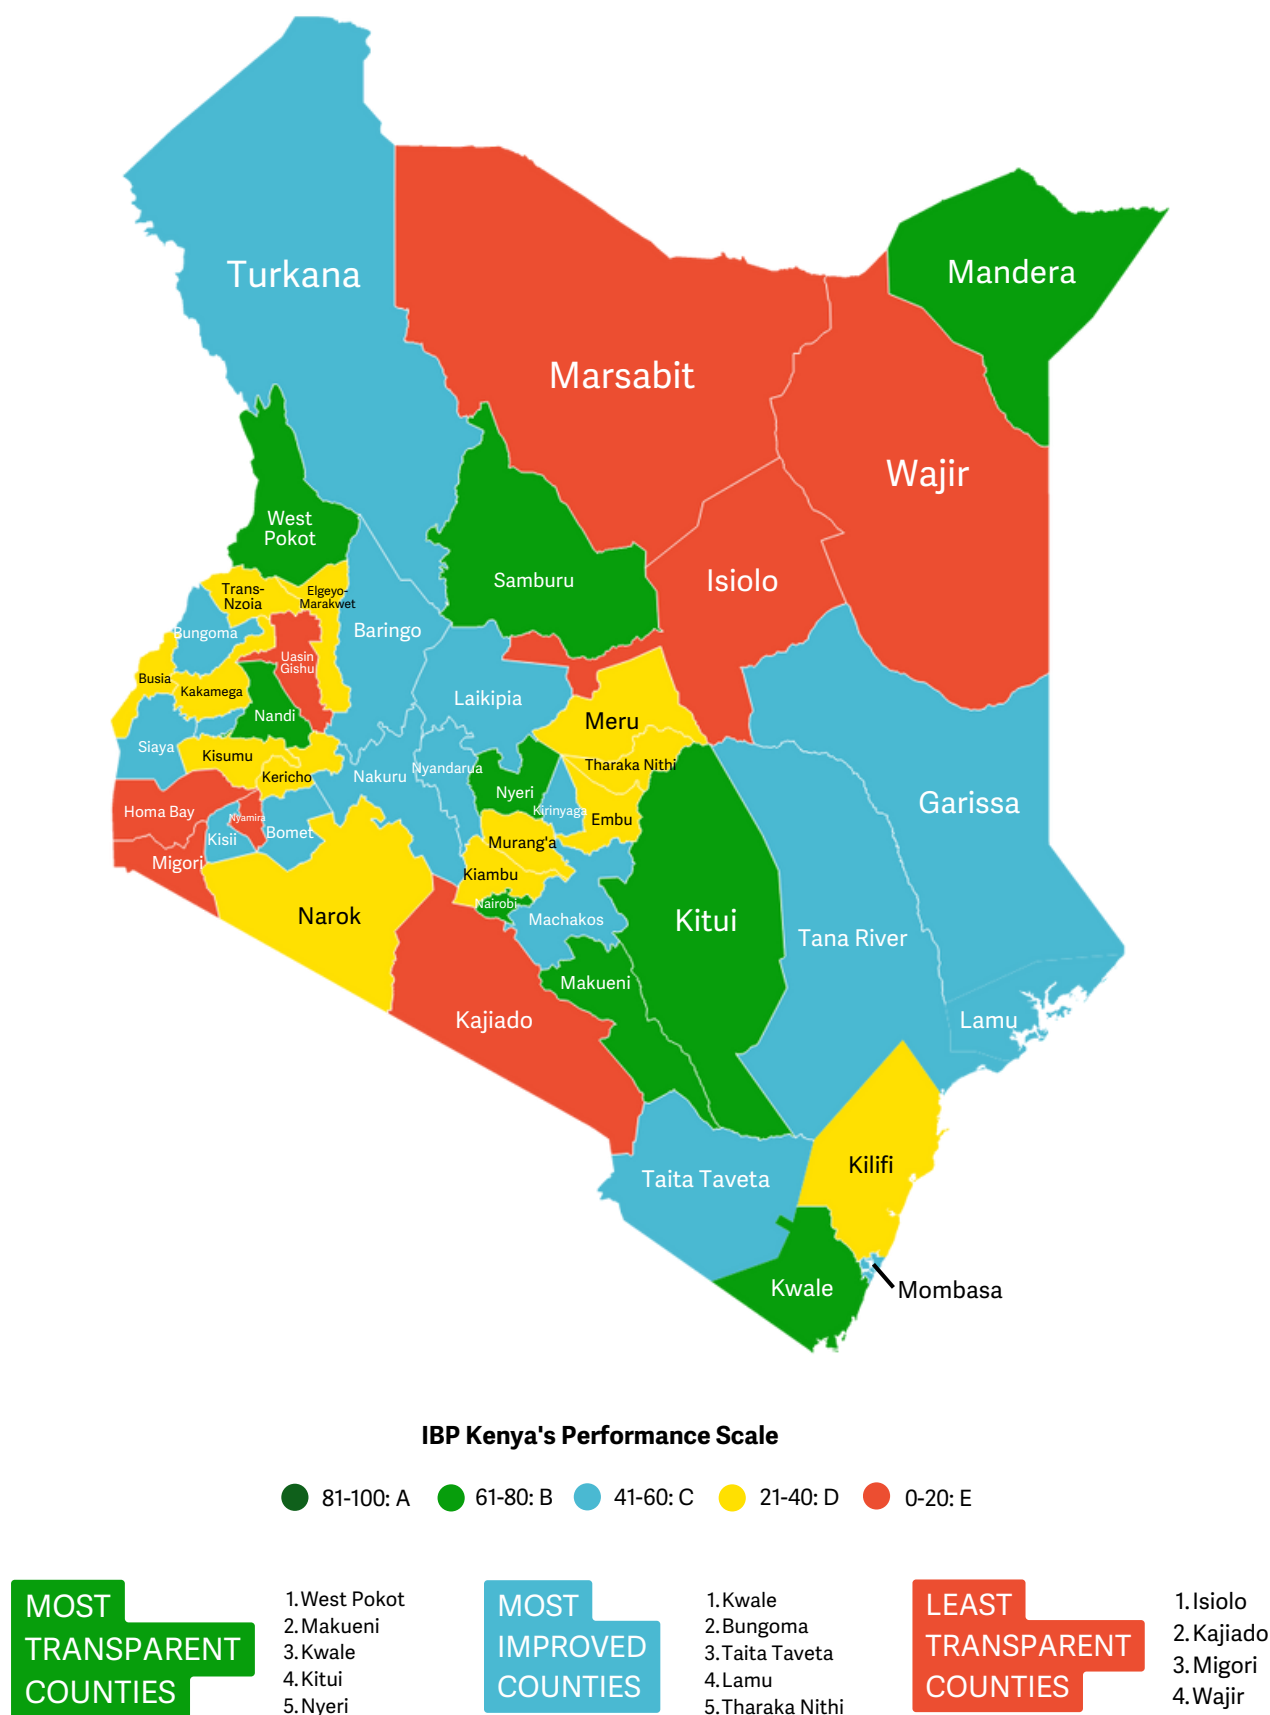 Turkana
Mandera
Marsabit
Wajir
West
Pokot
Samburu
Isiolo
Trans-
Nzoia
Elgeyo-
Marakwet
Bungoma
Baringo
Uasin
Gishu
Busia
Kakamega
Laikipia
Nandi
Meru
Siaya
Kisumu
Kericho
Nakuru
Nyandarua
Tharaka Nithi
Nyeri
Garissa
Homa Bay
Nyamira
Kirinyaga
Embu
Kisii
Bomet
Murang'a
Migori
Kiambu
Nairobi
Narok
Machakos
Kitui
Tana River
Makueni
Kajiado
Lamu
Kilifi
Taita Taveta
Kwale
Mombasa
IBP Kenya's Performance Scale
81-100: A
61-80: B
41-60: C
21-40: D
0-20: E
MOST
TRANSPARENT
COUNTIES
1. West Pokot
2. Makueni
3. Kwale
4. Kitui
5. Nyeri
MOST
IMPROVED
COUNTIES
1. Kwale
2. Bungoma
3. Taita Taveta
4. Lamu
5. Tharaka Nithi
LEAST
TRANSPARENT
COUNTIES
1. Isiolo
2. Kajiado
3. Migori
4. Wajir